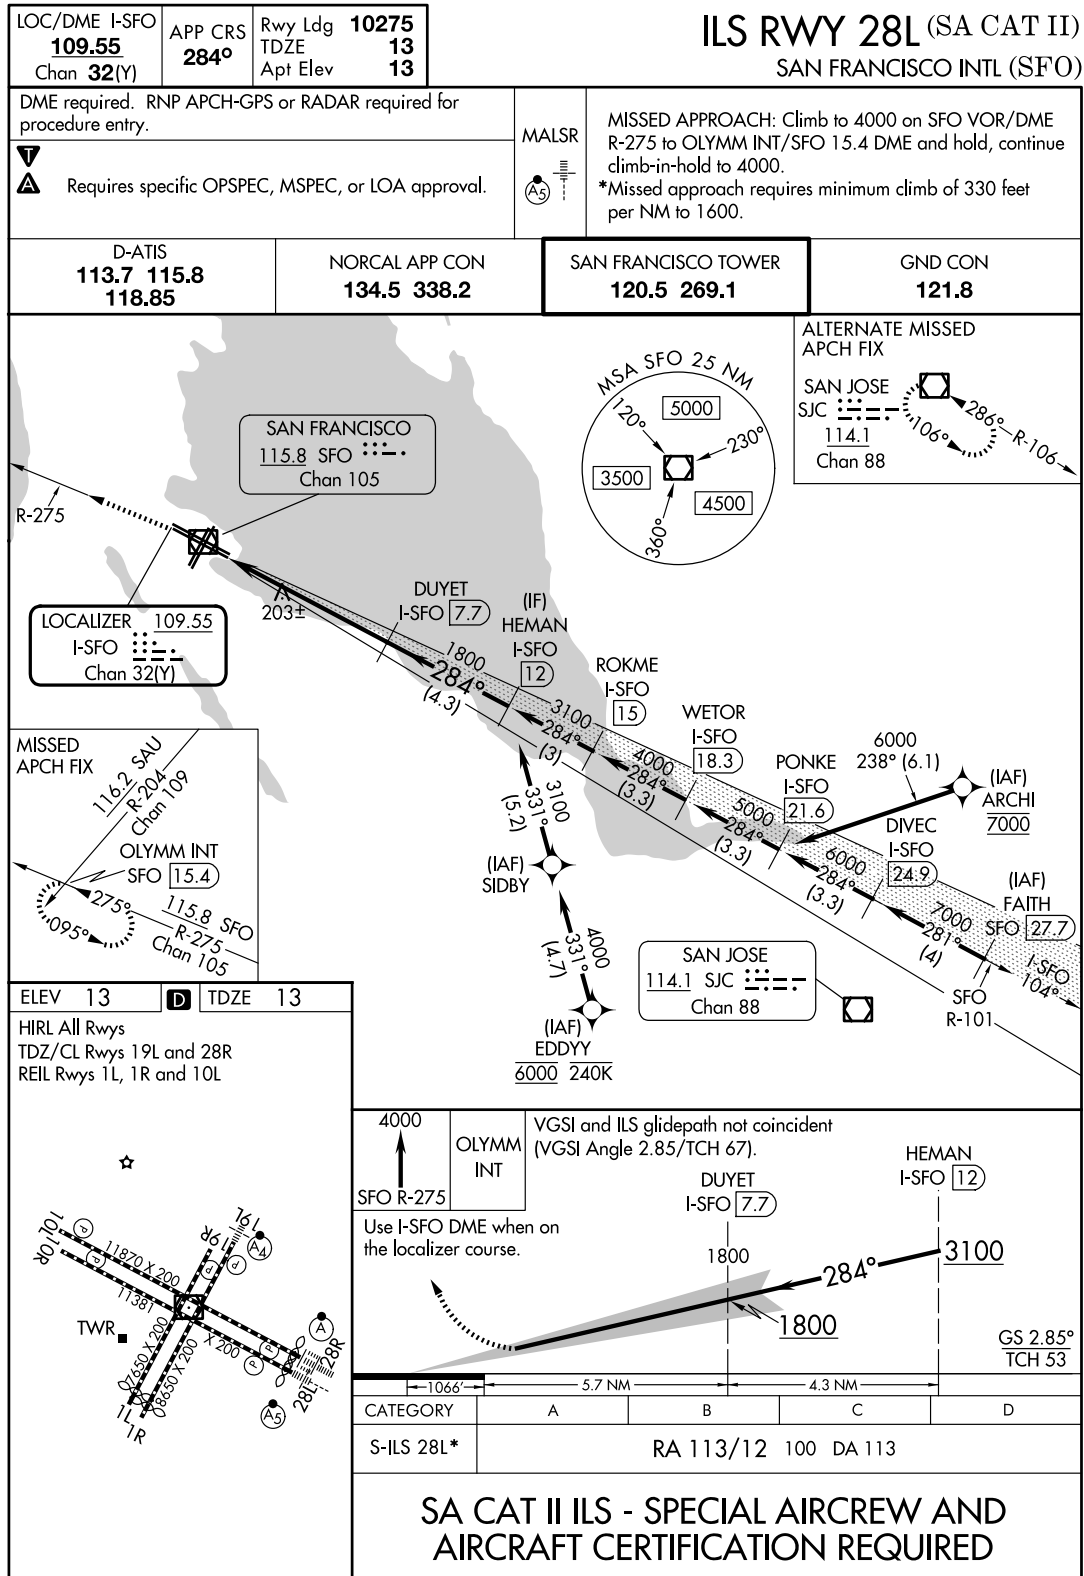 LOC/DME I-SFO
109.55
Chan 32(Y)
APP CRS
284°
Rwy Ldg 10275
TDZE 13
Apt Elev 13
ILS RWY 28L (SA CAT II)
SAN FRANCISCO INTL (SFO)
DME required. RNP APCH-GPS or RADAR required for
procedure entry.
T
A
Requires specific OPSPEC, MSPEC, or LOA approval.
MALSR
A5
MISSED APPROACH: Climb to 4000 on SFO VOR/DME
R-275 to OLYMM INT/SFO 15.4 DME and hold, continue
climb-in-hold to 4000.
*Missed approach requires minimum climb of 330 feet
per NM to 1600.
D-ATIS
113.7 115.8
118.85
NORCAL APP CON
134.5 338.2
SAN FRANCISCO TOWER
120.5 269.1
GND CON
121.8
ALTERNATE MISSED
APCH FIX
SAN JOSE
SJC
114.1
Chan 88
106°
286°
R-106
MSA SFO 25 NM
120°
5000
230°
3500
4500
360°
SAN FRANCISCO
115.8 SFO
Chan 105
R-275
LOCALIZER 109.55
I-SFO
Chan 32(Y)
203±
DUYET
I-SFO 7.7
(IF)
HEMAN
I-SFO
12
1800
284°
(4.3)
ROKME
I-SFO
15
3100
284°
(3)
WETOR
I-SFO
18.3
4000
284°
(3.3)
PONKE
I-SFO
21.6
5000
284°
(3.3)
6000
238° (6.1)
(IAF)
ARCHI
7000
DIVEC
I-SFO
24.9
6000
284°
(3.3)
(IAF)
FAITH
SFO 27.7
7000
281°
(4)
I-SFO
104°
SFO
R-101
3100
331°
(5.2)
(IAF)
SIDBY
4000
331°
(4.7)
(IAF)
EDDYY
6000 240K
SAN JOSE
114.1 SJC
Chan 88
MISSED
APCH FIX
116.2 SAU
R-204
Chan 109
OLYMM INT
SFO 15.4
275°
095°
115.8 SFO
R-275
Chan 105
ELEV 13
D
TDZE 13
HIRL All Rwys
TDZ/CL Rwys 19L and 28R
REIL Rwys 1L, 1R and 10L
10L
10R
19L
19R
A4
P
P
P
P
11870 X 200
11381
X 200
TWR
7650 X 200
8650 X 200
P
P
A
28R
28L
A5
1L
1R
4000
SFO R-275
OLYMM
INT
VGSI and ILS glidepath not coincident
(VGSI Angle 2.85/TCH 67).
Use I-SFO DME when on
the localizer course.
DUYET
I-SFO 7.7
HEMAN
I-SFO 12
1800
284°
3100
1800
GS 2.85°
TCH 53
1066'
5.7 NM
4.3 NM
CATEGORY
A
B
C
D
S-ILS 28L*
RA 113/12 100 DA 113
SA CAT II ILS - SPECIAL AIRCREW AND
AIRCRAFT CERTIFICATION REQUIRED